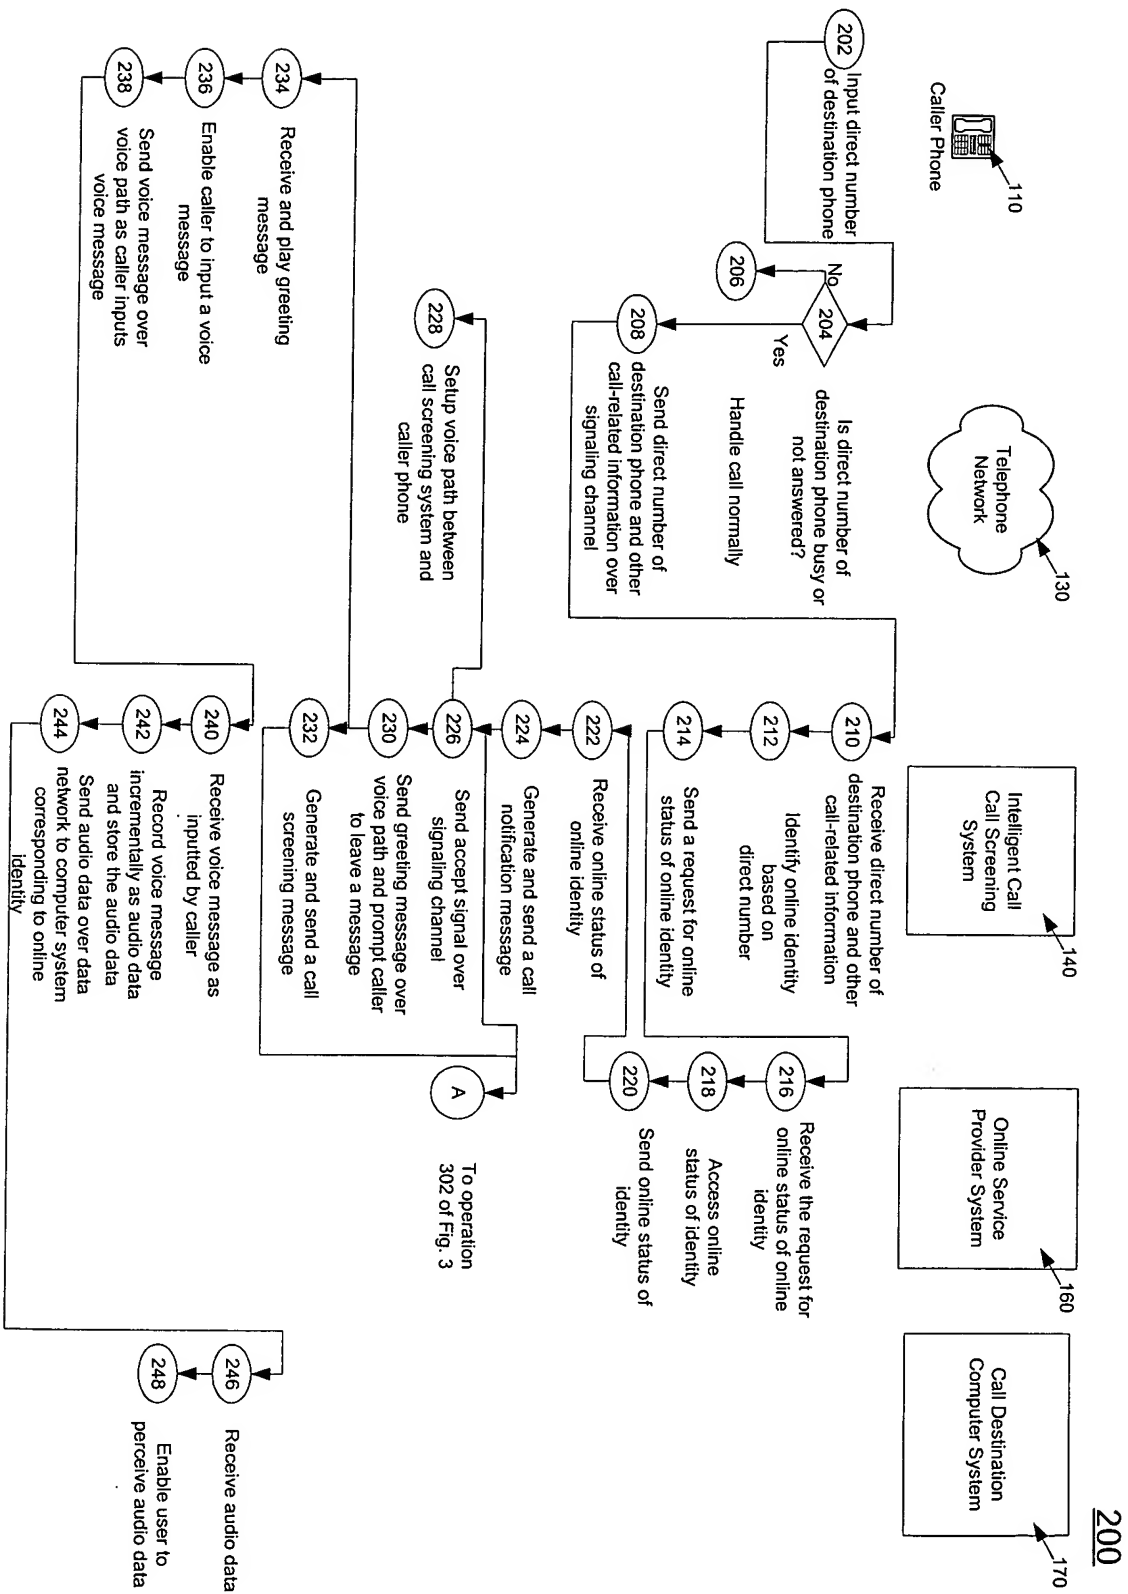 200
110
Caller Phone
130
Telephone
Network
Intelligent Call
Call Screening
System
140
Online Service
Provider System
160
Call Destination
Computer System
170
202
Input direct number
of destination phone
204
No
Yes
Is direct number of
destination phone busy or
not answered?
206
Handle call normally
208
Send direct number of
destination phone and other
call-related information over
signaling channel
210
Receive direct number of
destination phone and other
call-related information
212
Identify online identity
based on
direct number
214
Send a request for online
status of online identity
216
Receive the request for
online status of online
identity
218
Access online
status of identity
220
Send online status of
identity
222
Receive online status of
online identity
224
Generate and send a call
notification message
226
Send accept signal over
signaling channel
228
Setup voice path between
call screening system and
caller phone
230
Send greeting message over
voice path and prompt caller
to leave a message
232
Generate and send a call
screening message
A
To operation
302 of Fig. 3
234
Receive and play greeting
message
236
Enable caller to input a voice
message
238
Send voice message over
voice path as caller inputs
voice message
240
Receive voice message as
inputted by caller
242
Record voice message
incrementally as audio data
and store the audio data
244
Send audio data over data
network to computer system
corresponding to online
identity
246
Receive audio data
248
Enable user to
perceive audio data